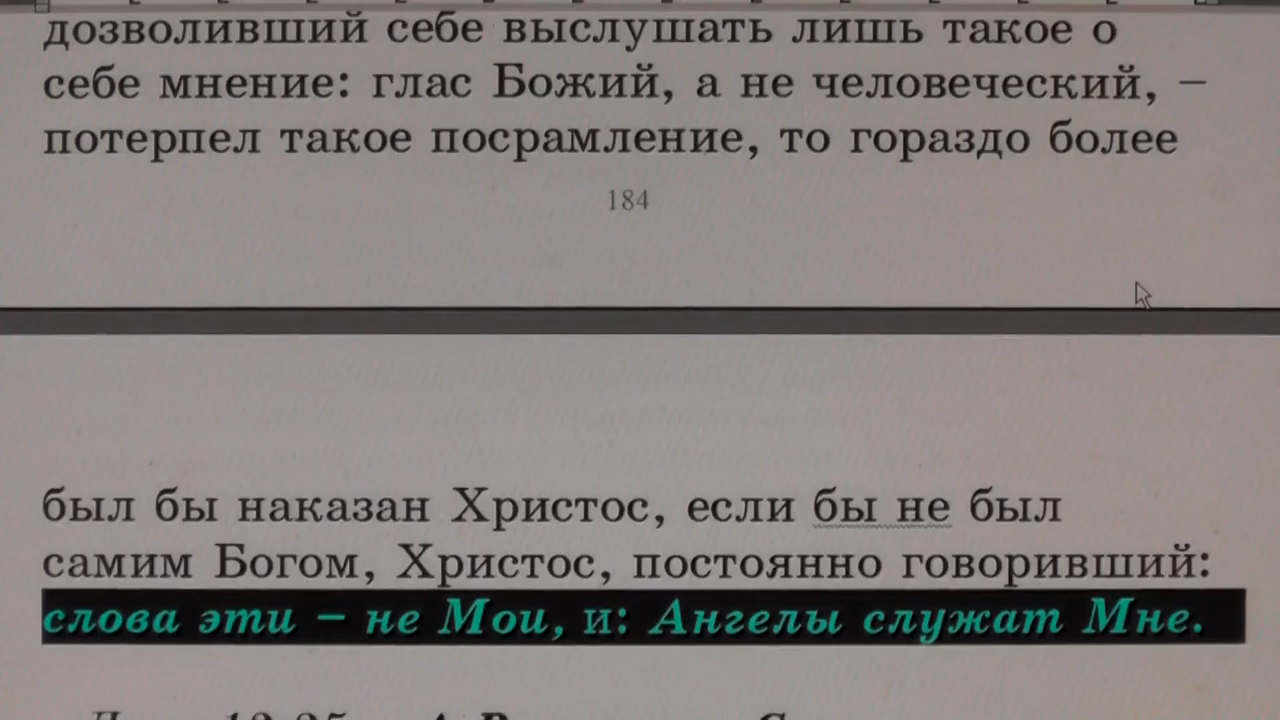 дозволивший себе выслушать лишь такое о
себе мнение: глас Божий, а не человеческий, –
потерпел такое посрамление, то гораздо более
184
был бы наказан Христос, если бы не был
самим Богом, Христос, постоянно говоривший:
слова эти – не Мои, и: Ангелы служат Мне.